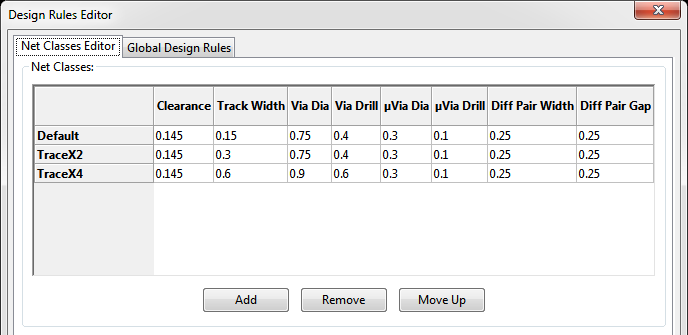 Design Rules Editor
Net Classes Editor Global Design Rules
Net Classes:
Clearance Track Width Via Dia Via Drill µVia Dia µVia Drill Diff Pair Width Diff Pair Gap
Default 0.145 0.15 0.75 0.4 0.3 0.1 0.25 0.25
TraceX2 0.145 0.3 0.75 0.4 0.3 0.1 0.25 0.25
TraceX4 0.145 0.6 0.9 0.6 0.3 0.1 0.25 0.25
Add Remove Move Up